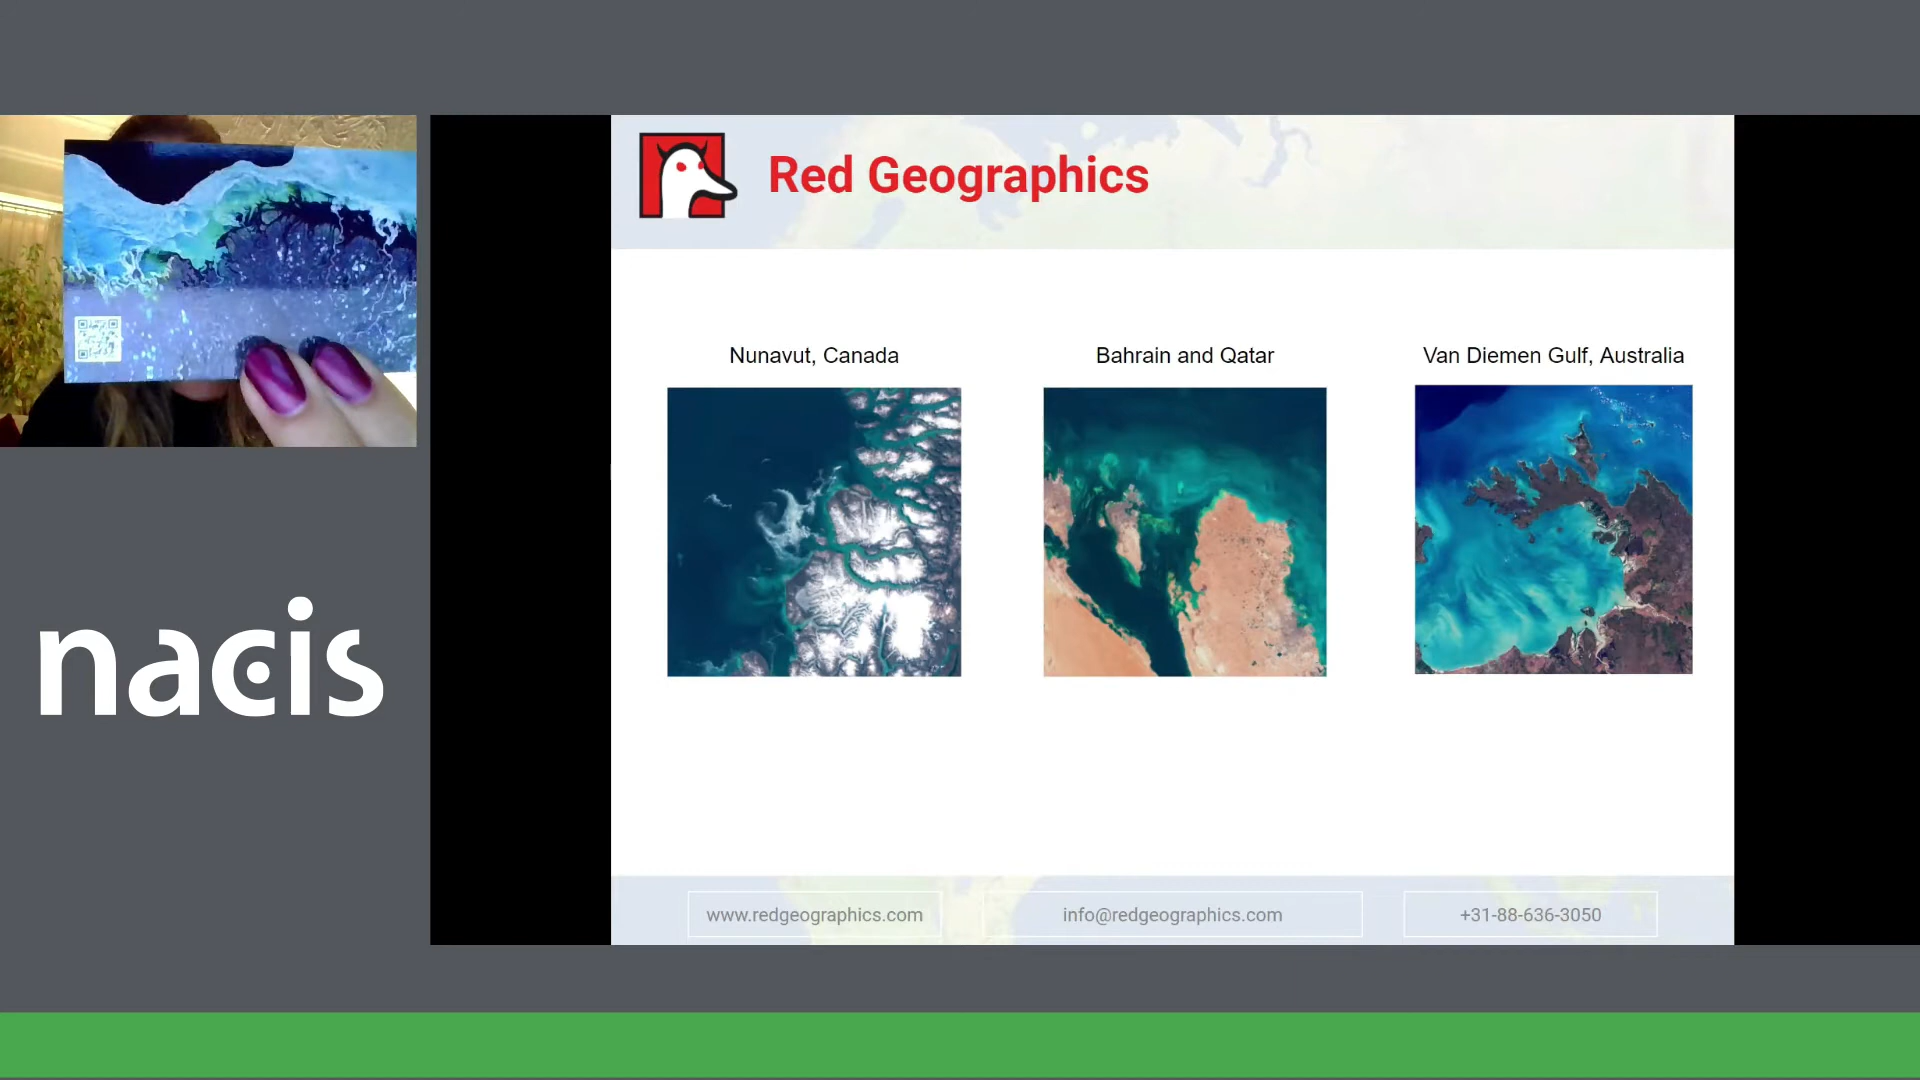 Red Geographics
Nunavut, Canada
Bahrain and Qatar
Van Diemen Gulf, Australia
nacis
www.redgeographics.com
info@redgeographics.com
+31-88-636-3050